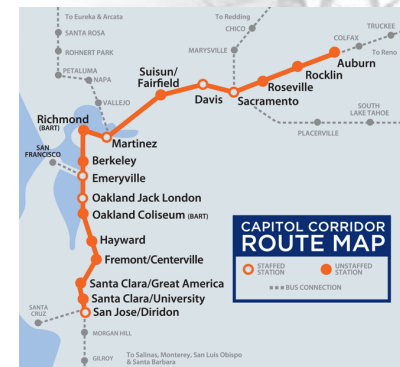 To Eureka & Arcata
SANTA ROSA
ROHNERT PARK
PETALUMA
NAPA
VALLEJO
To Redding
CHICO
MARYSVILLE
TRUCKEE
COLFAX
To Reno
Auburn
Rocklin
Roseville
Sacramento
Davis
Suisun/
Fairfield
SOUTH
LAKE TAHOE
PLACERVILLE
Richmond
(BART)
Martinez
SAN
FRANCISCO
Berkeley
Emeryville
Oakland Jack London
Oakland Coliseum (BART)
Hayward
Fremont/Centerville
Santa Clara/Great America
Santa Clara/University
San Jose/Diridon
SANTA
CRUZ
MORGAN HILL
GILROY
To Salinas, Monterey, San Luis Obispo
& Santa Barbara
CAPITOL CORRIDOR
ROUTE MAP
STAFFED
STATION
UNSTAFFED
STATION
BUS CONNECTION